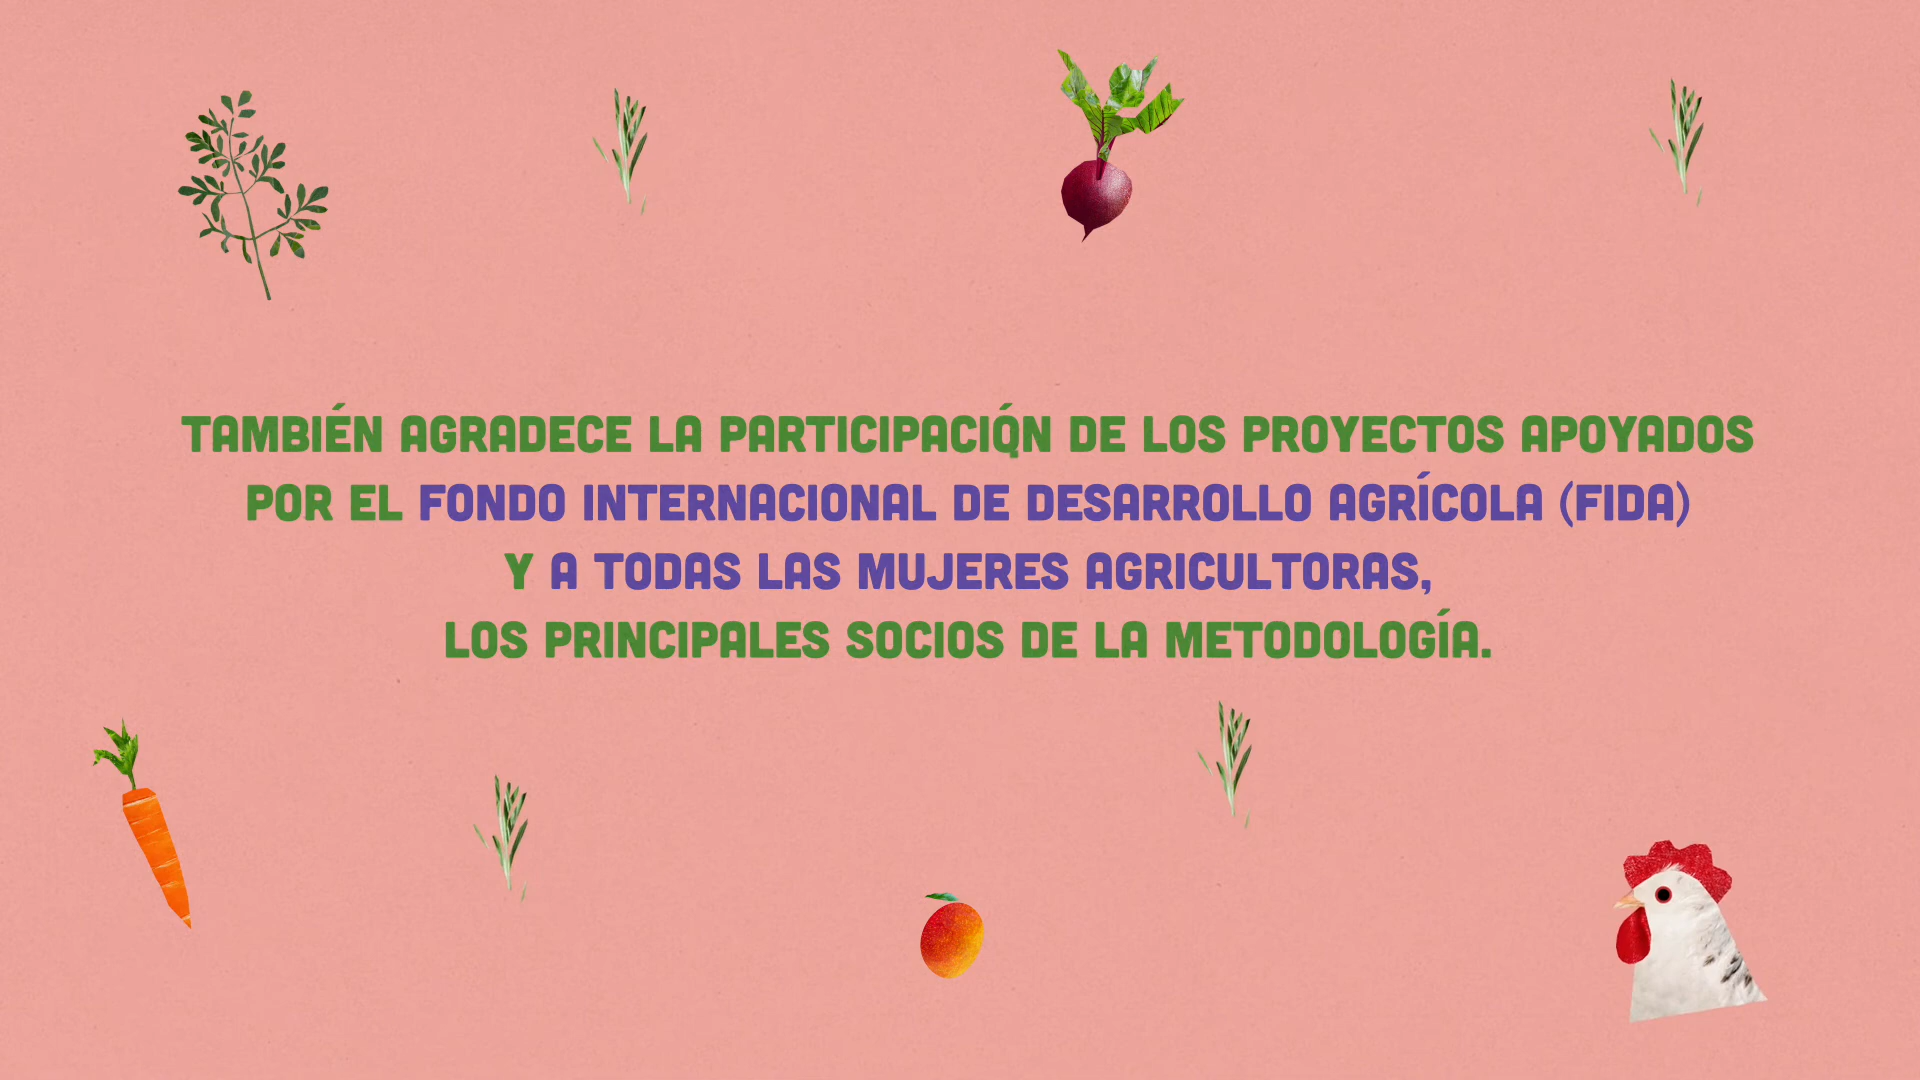 TAMBIÉN AGRADECE LA PARTICIPACIÓN DE LOS PROYECTOS APOYADOS
POR EL FONDO INTERNACIONAL DE DESARROLLO AGRÍCOLA (FIDA)
Y A TODAS LAS MUJERES AGRICULTORAS,
LOS PRINCIPALES SOCIOS DE LA METODOLOGÍA.